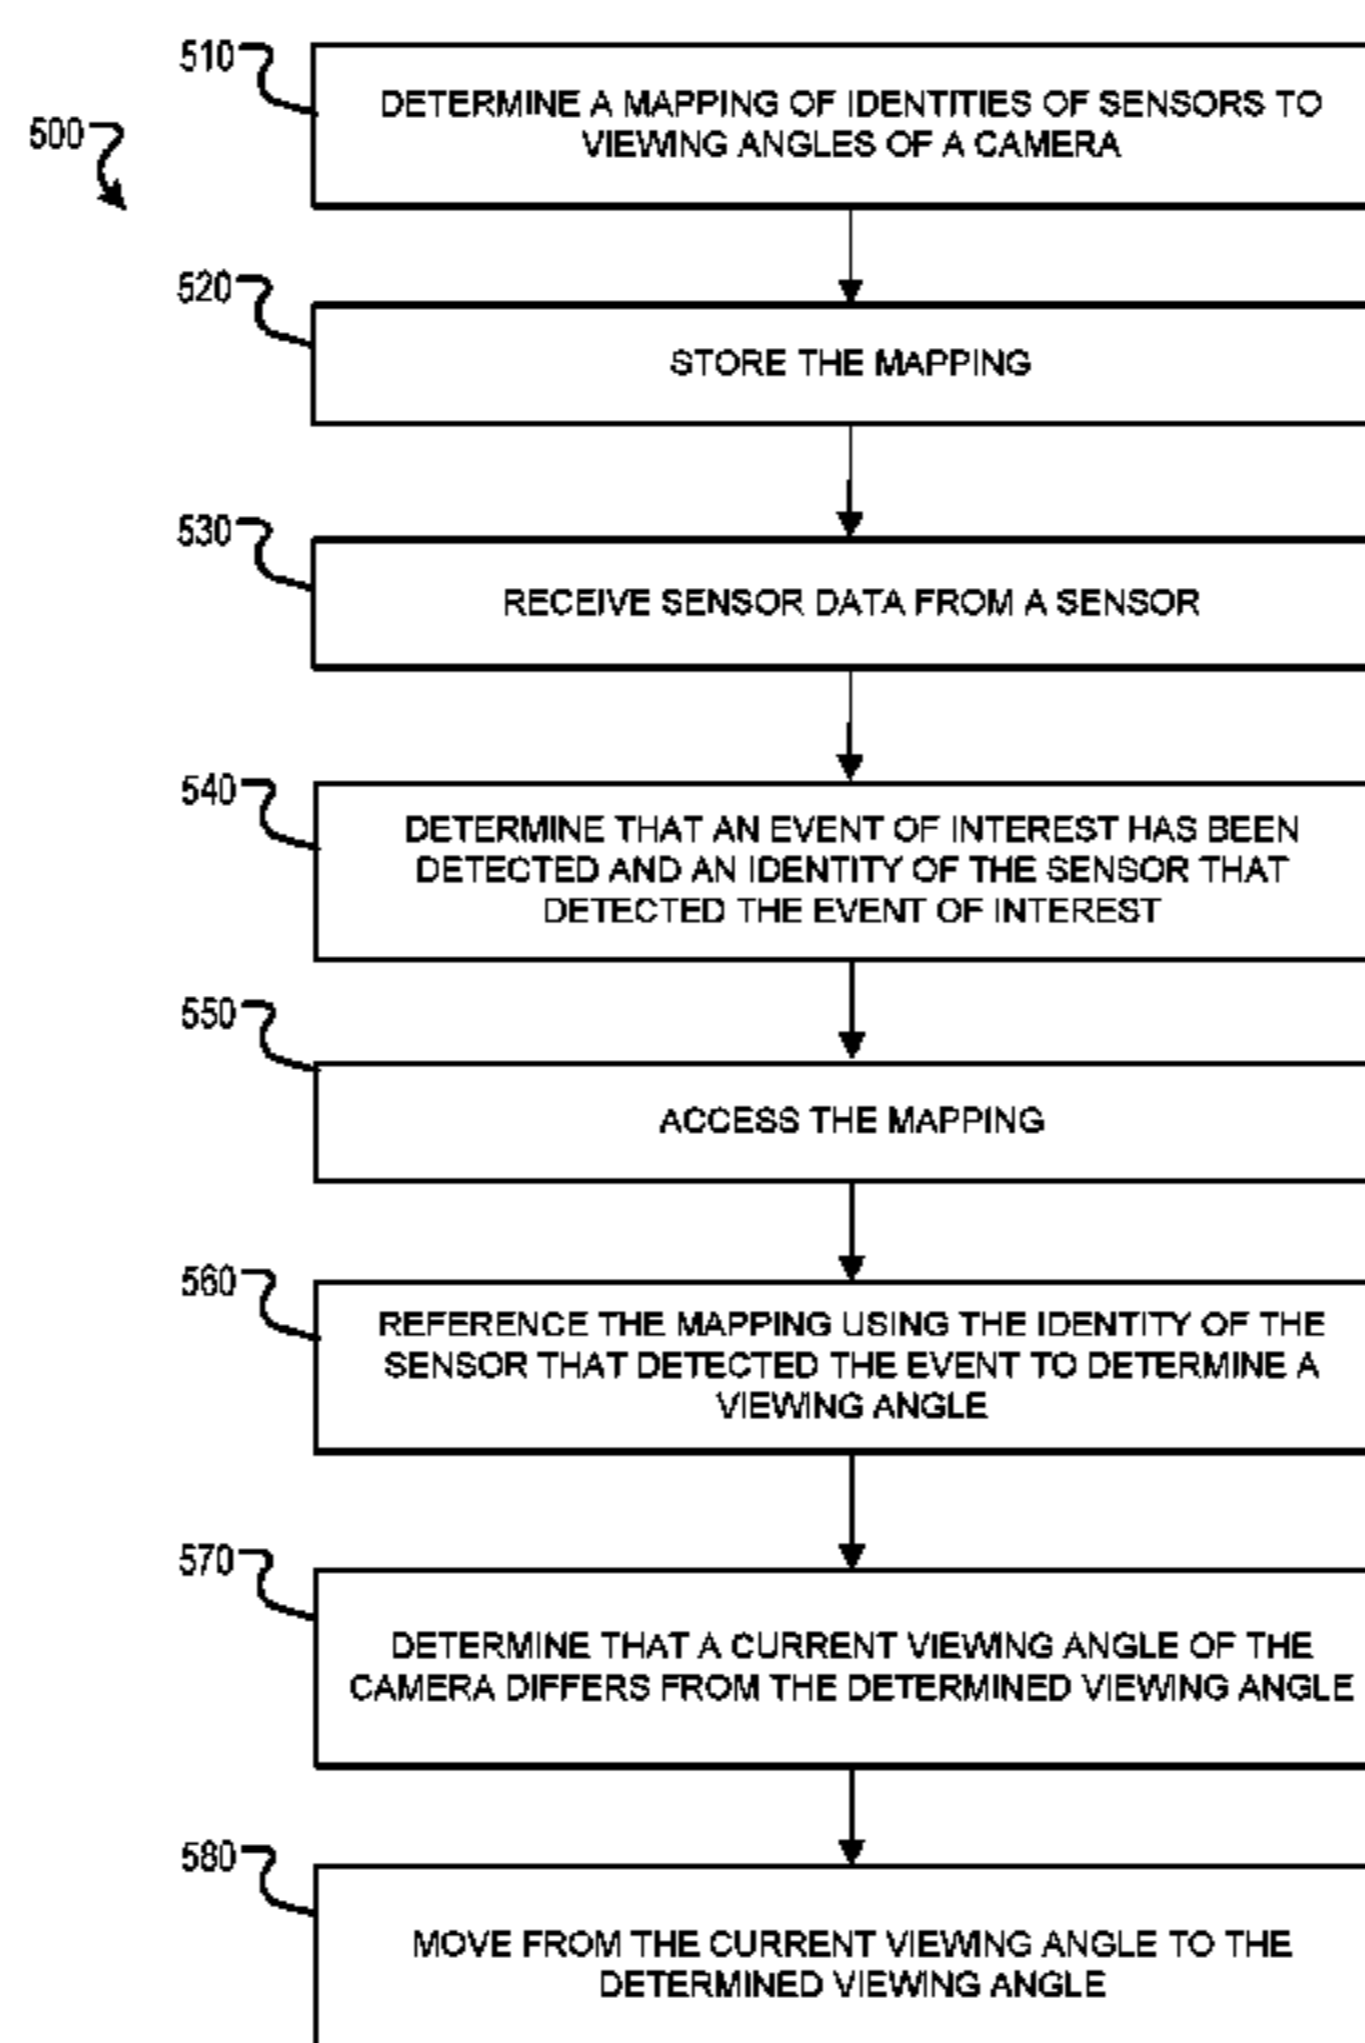 510
DETERMINE A MAPPING OF IDENTITIES OF SENSORS TO
VIEWING ANGLES OF A CAMERA
500
520
STORE THE MAPPING
530
RECEIVE SENSOR DATA FROM A SENSOR
540
DETERMINE THAT AN EVENT OF INTEREST HAS BEEN
DETECTED AND AN IDENTITY OF THE SENSOR THAT
DETECTED THE EVENT OF INTEREST
550
ACCESS THE MAPPING
560
REFERENCE THE MAPPING USING THE IDENTITY OF THE
SENSOR THAT DETECTED THE EVENT TO DETERMINE A
VIEWING ANGLE
570
DETERMINE THAT A CURRENT VIEWING ANGLE OF THE
CAMERA DIFFERS FROM THE DETERMINED VIEWING ANGLE
580
MOVE FROM THE CURRENT VIEWING ANGLE TO THE
DETERMINED VIEWING ANGLE